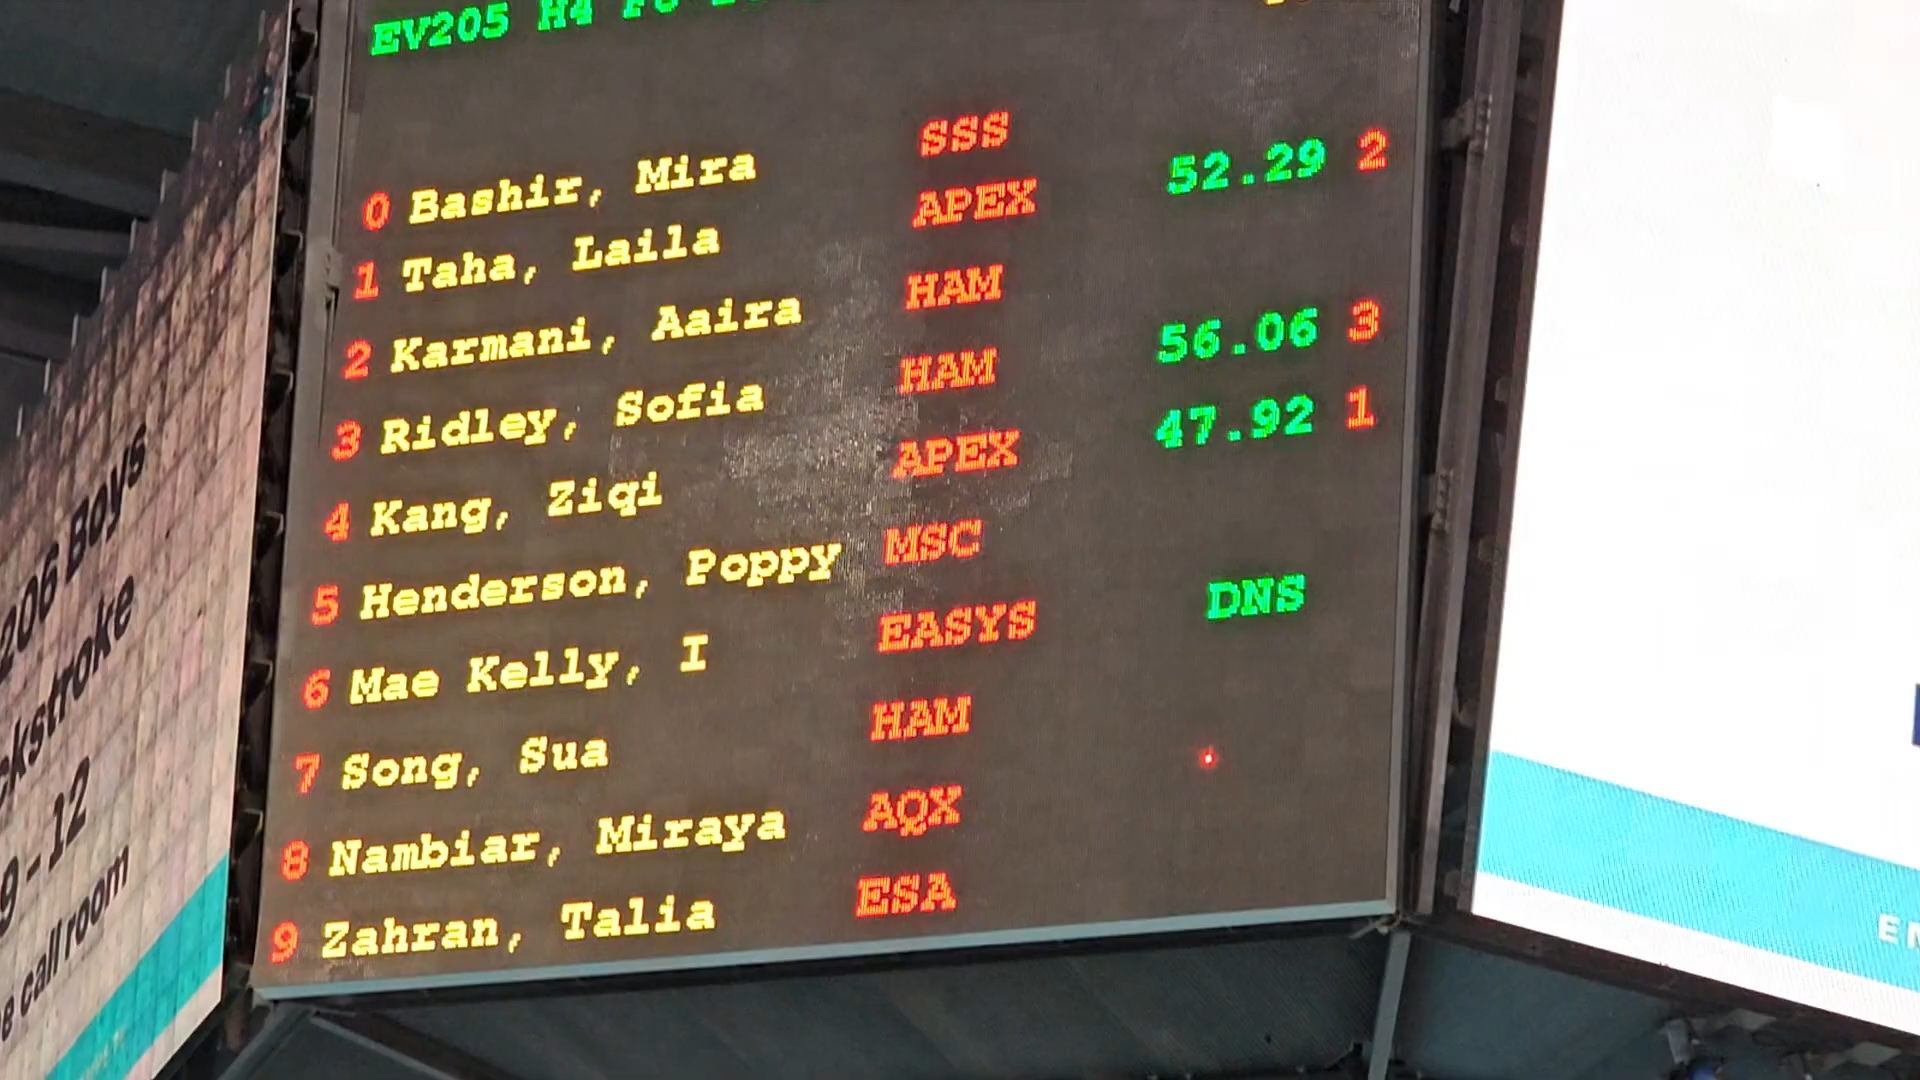 EV205 H4
0 Bashir, Mira SSS
1 Taha, Laila APEX 52.29 2
2 Karmani, Aaira HAM
3 Ridley, Sofia HAM 56.06 3
4 Kang, Ziqi APEX 47.92 1
5 Henderson, Poppy MSC
6 Mae Kelly, I EASYS DNS
7 Song, Sua HAM
8 Nambiar, Miraya AQX
9 Zahran, Talia ESA
206 Boys
ckstroke
9-12
call room